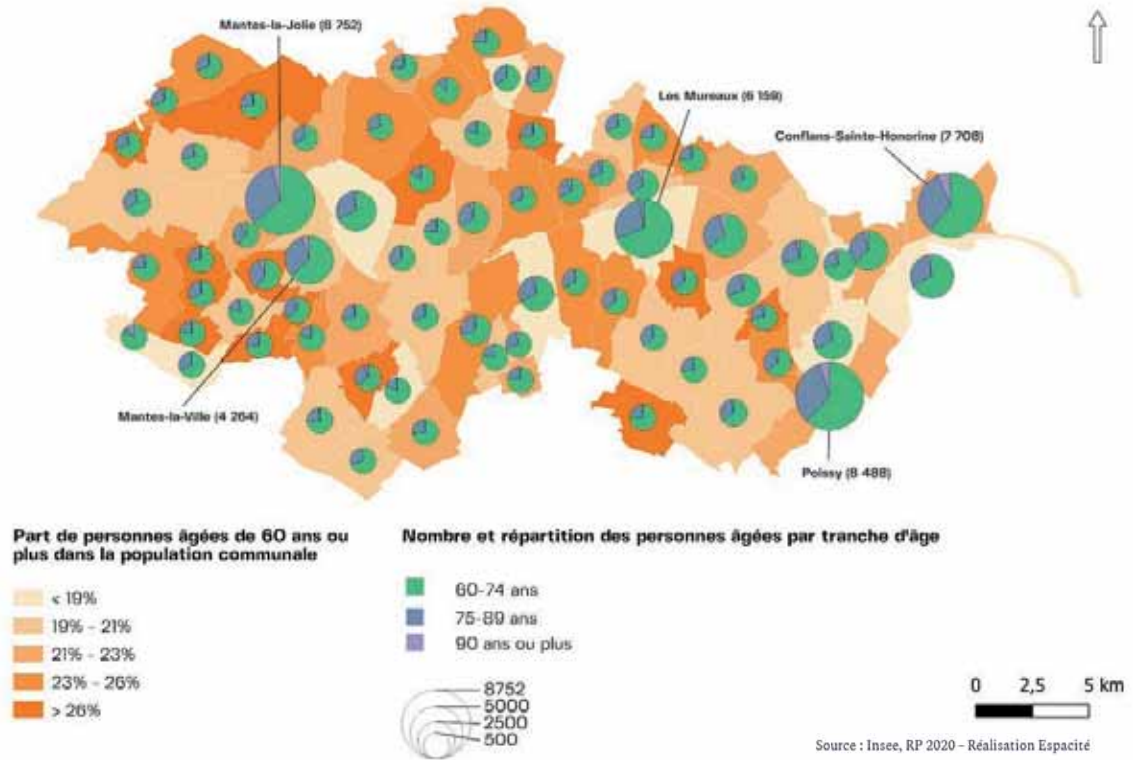 Mantes-la-Jolie (8 752)
Les Mureaux (6 159)
Conflans-Sainte-Honorine (7 708)
Mantes-la-Ville (4 264)
Poissy (8 488)
Part de personnes âgées de 60 ans ou
plus dans la population communale
< 19%
19% - 21%
21% - 23%
23% - 26%
> 26%
Nombre et répartition des personnes âgées par tranche d'âge
60-74 ans
75-89 ans
90 ans ou plus
8752
5000
2500
500
0 2,5 5 km
Source : Insee, RP 2020 – Réalisation Espacité